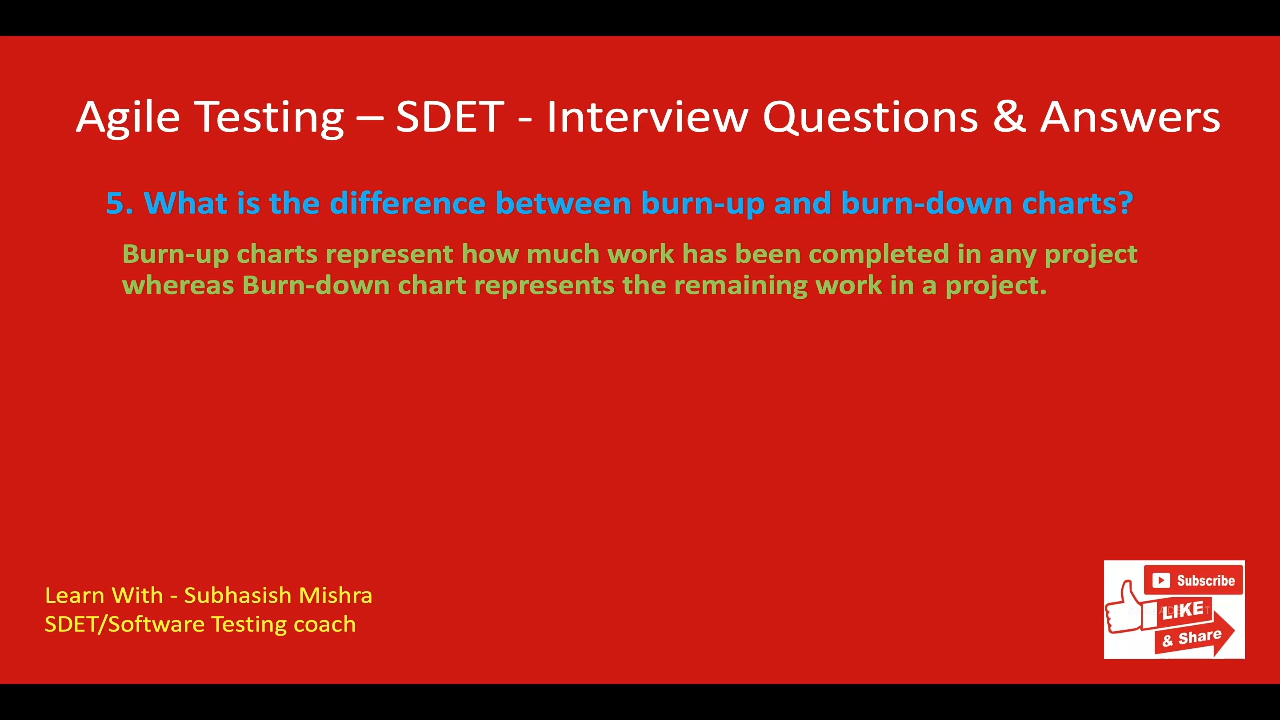 Agile Testing – SDET - Interview Questions & Answers
5. What is the difference between burn-up and burn-down charts?
Burn-up charts represent how much work has been completed in any project
whereas Burn-down chart represents the remaining work in a project.
Learn With - Subhasish Mishra
SDET/Software Testing coach
Subscribe
LIKE
& Share